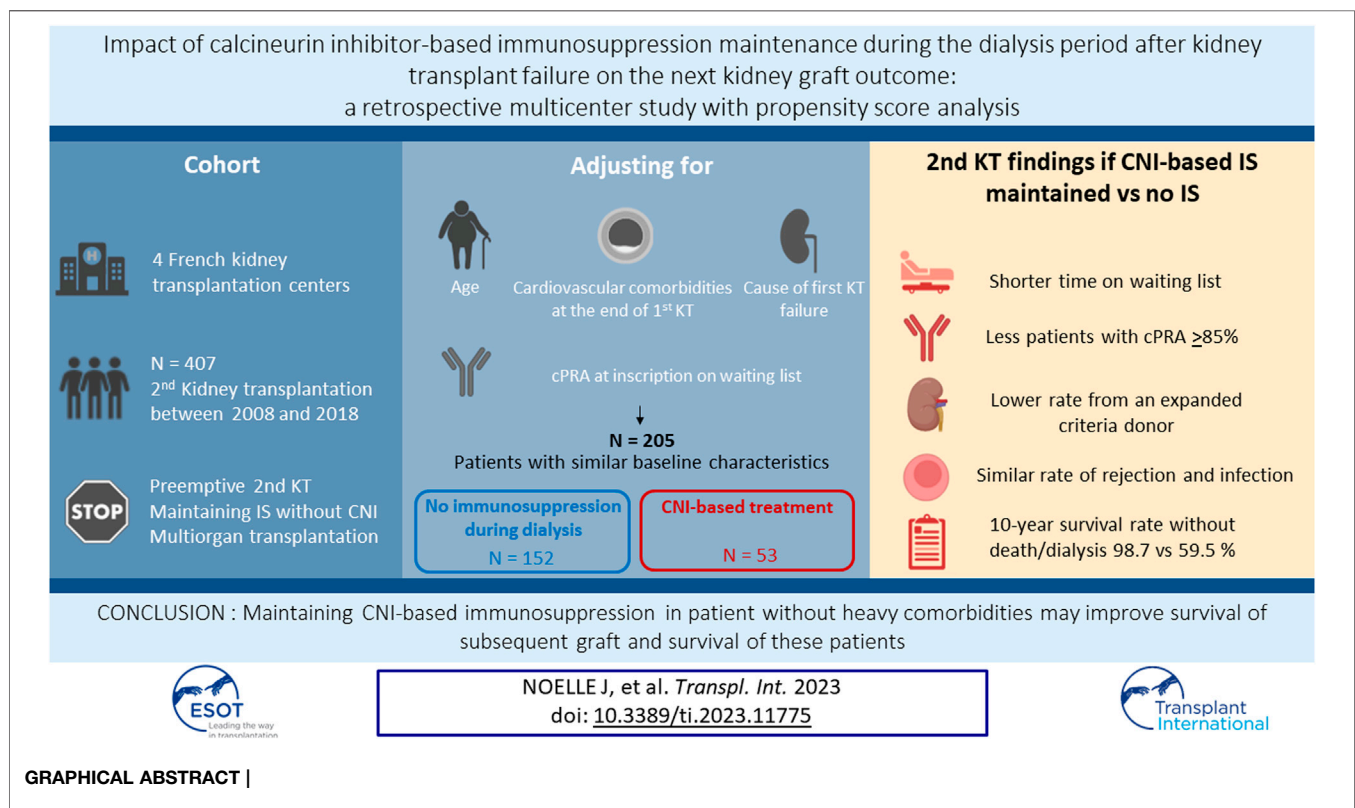 Impact of calcineurin inhibitor-based immunosuppression maintenance during the dialysis period after kidney
transplant failure on the next kidney graft outcome:
a retrospective multicenter study with propensity score analysis
Cohort
H
4 French kidney
transplantation centers
N = 407
2nd Kidney transplantation
between 2008 and 2018
STOP
Preemptive 2nd KT
Maintaining IS without CNI
Multiorgan transplantation
Adjusting for
Age
Cardiovascular comorbidities
at the end of 1st KT
Cause of first KT
failure
cPRA at inscription on waiting list
N = 205
Patients with similar baseline characteristics
No immunosuppression
during dialysis
N = 152
CNI-based treatment
N = 53
2nd KT findings if CNI-based IS
maintained vs no IS
Shorter time on waiting list
Less patients with cPRA ≥85%
Lower rate from an expanded
criteria donor
Similar rate of rejection and infection
10-year survival rate without
death/dialysis 98.7 vs 59.5 %
CONCLUSION : Maintaining CNI-based immunosuppression in patient without heavy comorbidities may improve survival of
subsequent graft and survival of these patients
ESOT
Leading the way
in transplantation
NOELLE J, et al. Transpl. Int. 2023
doi: 10.3389/ti.2023.11775
Transplant
International
GRAPHICAL ABSTRACT |